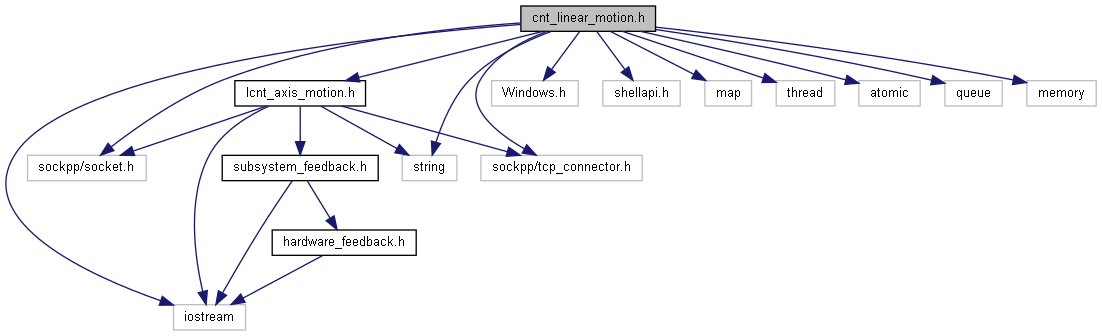 cnt_linear_motion.h
lcnt_axis_motion.h
Windows.h
shellapi.h
map
thread
atomic
queue
memory
sockpp/socket.h
subsystem_feedback.h
string
sockpp/tcp_connector.h
hardware_feedback.h
iostream